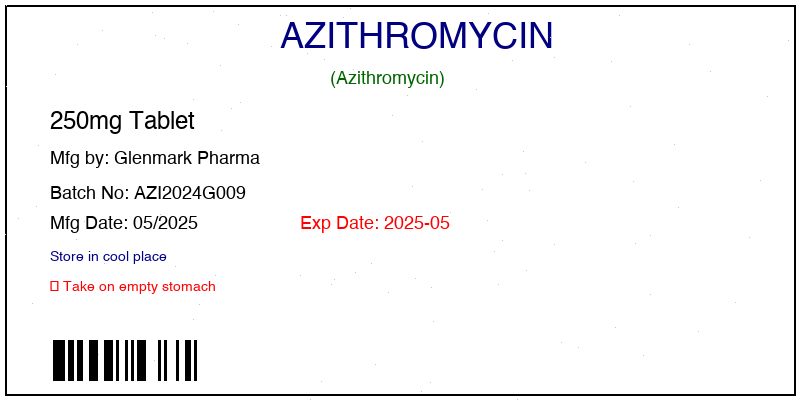 AZITHROMYCIN
(Azithromycin)
250mg Tablet
Mfg by: Glenmark Pharma
Batch No: AZI2024G009
Mfg Date: 05/2025 Exp Date: 2025-05
Store in cool place
▯ Take on empty stomach